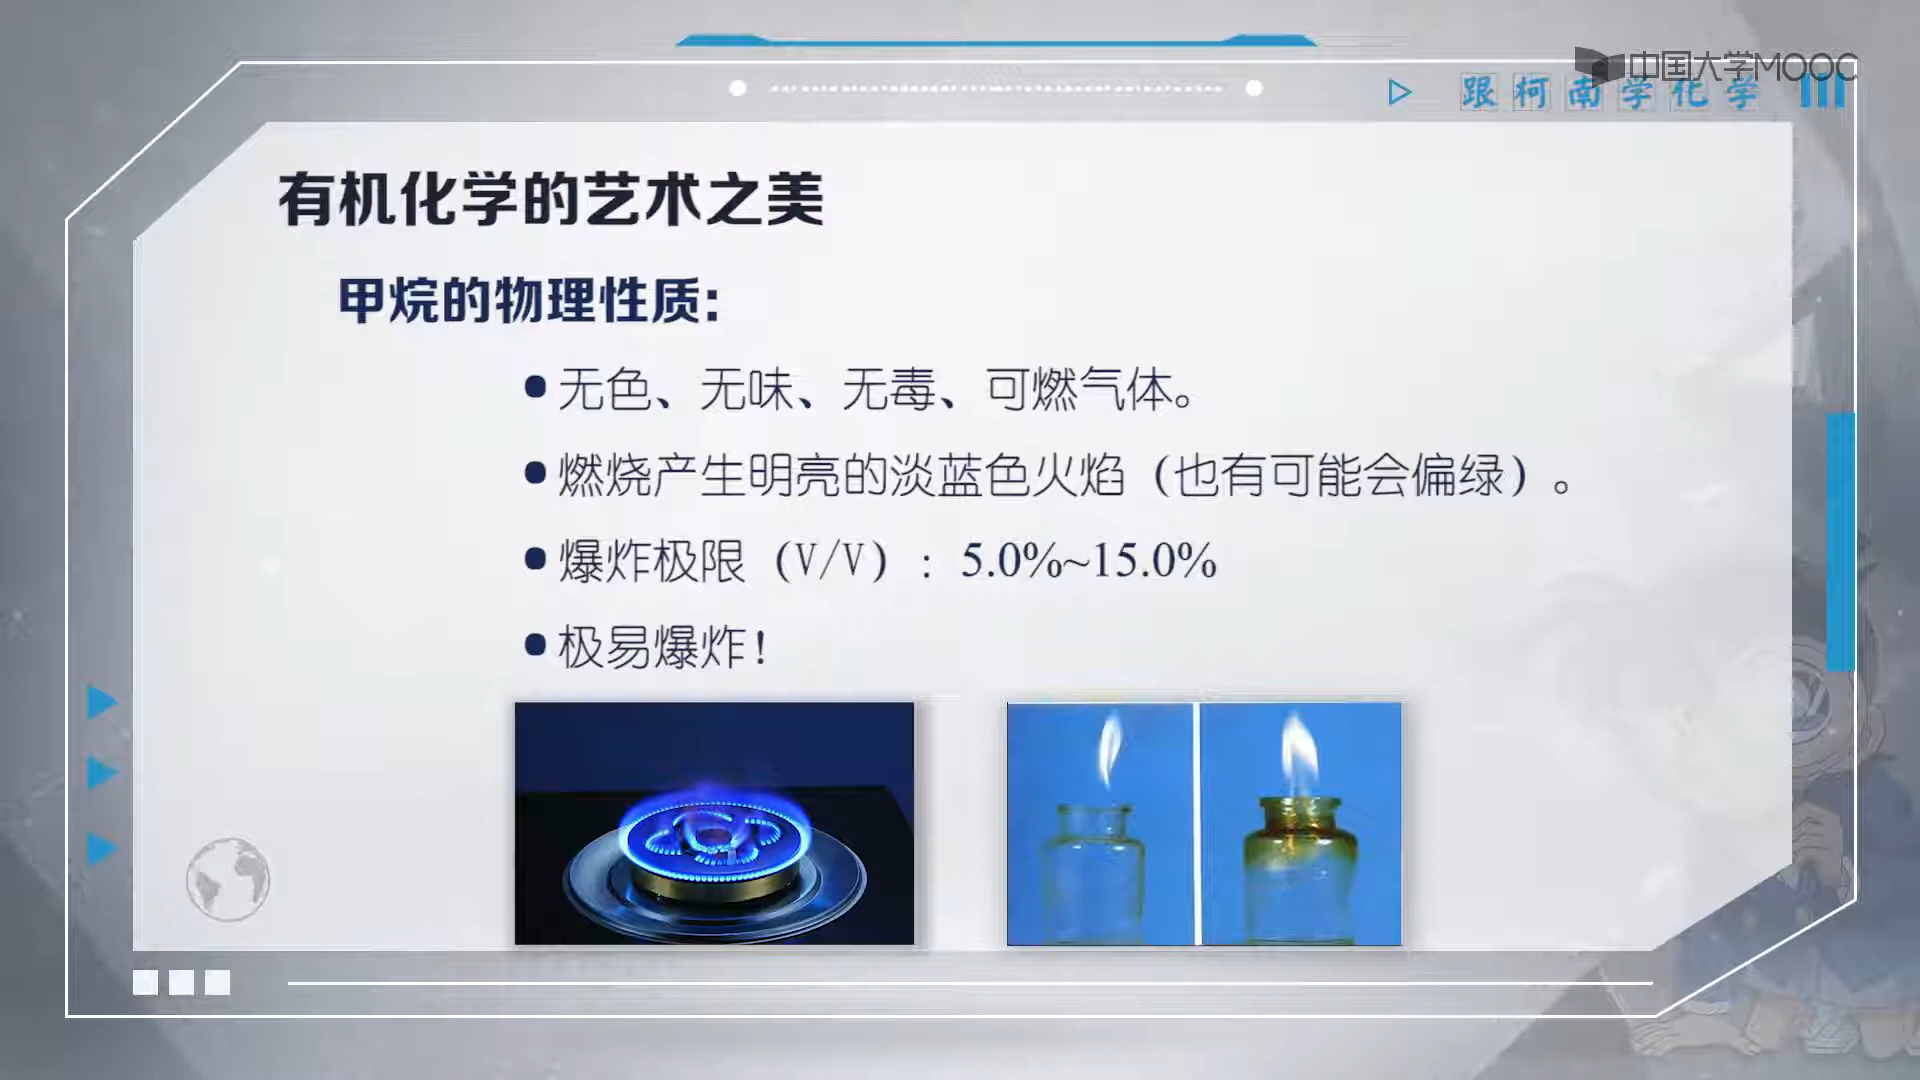 中国大学MOOC
跟柯南学化学
有机化学的艺术之美
甲烷的物理性质:
●无色、无味、无毒、可燃气体。
●燃烧产生明亮的淡蓝色火焰（也有可能会偏绿）。
●爆炸极限（V/V）：5.0%~15.0%
●极易爆炸!